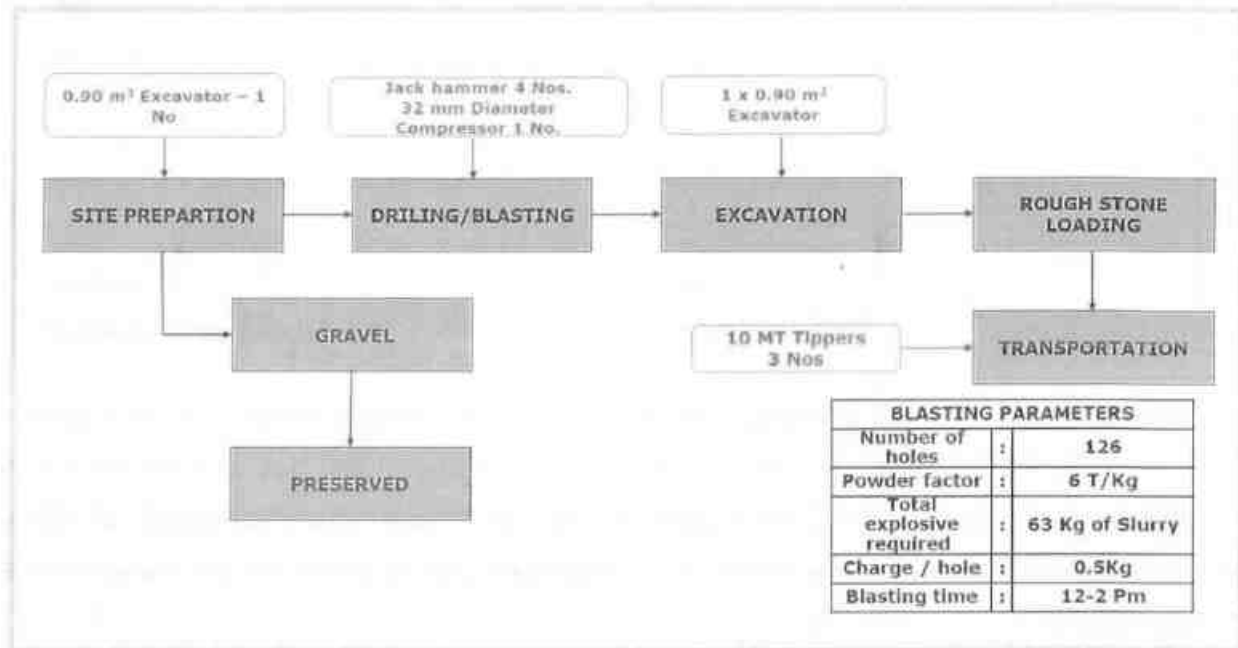 0.90 m³ Excavator – 1
No
Jack hammer 4 Nos.
32 mm Diameter
Compressor 1 No.
1 x 0.90 m³
Excavator
SITE PREPARTION
DRILING/BLASTING
EXCAVATION
ROUGH STONE
LOADING
GRAVEL
10 MT Tippers
3 Nos
TRANSPORTATION
PRESERVED
BLASTING PARAMETERS
Number of
holes : 126
Powder factor : 6 T/Kg
Total
explosive
required : 63 Kg of Slurry
Charge / hole : 0.5Kg
Blasting time : 12-2 Pm